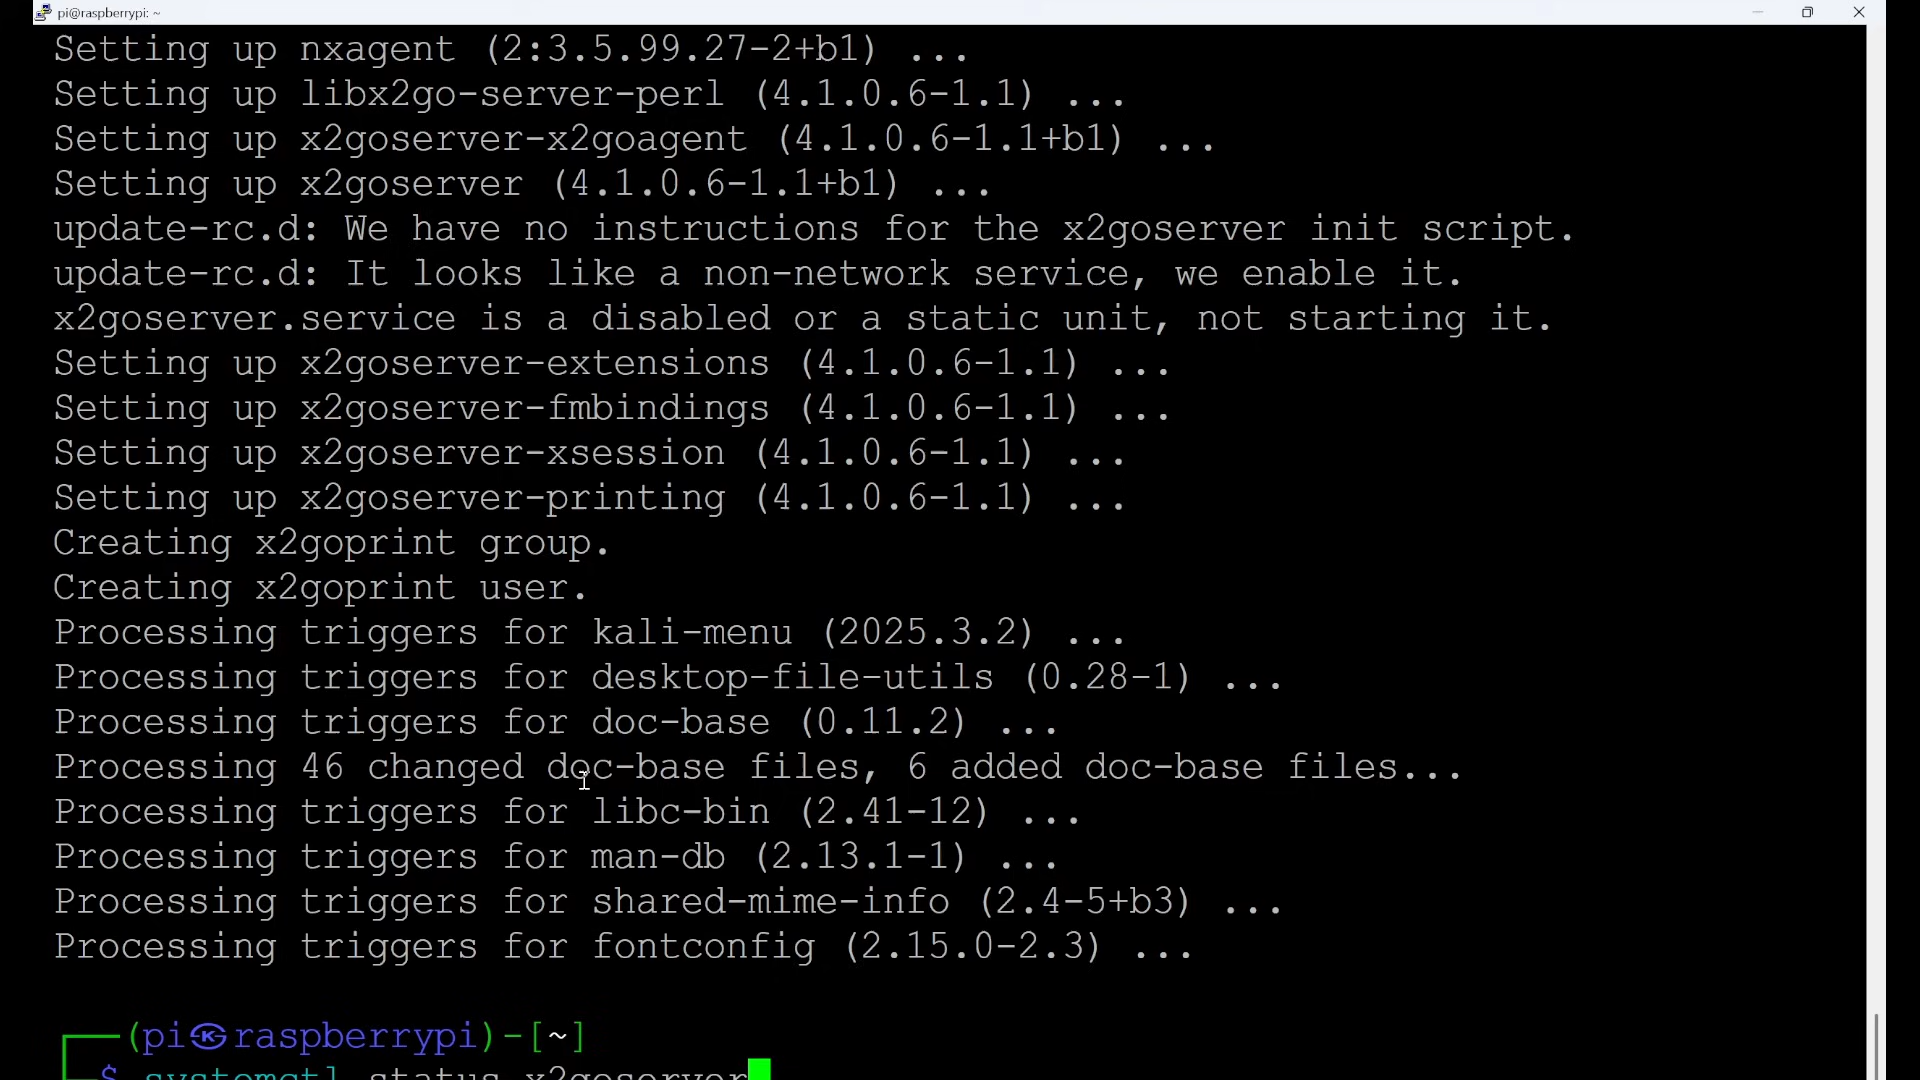 pi@raspberrypi: ~
Setting up nxagent (2:3.5.99.27-2+b1) ...
Setting up libx2go-server-perl (4.1.0.6-1.1) ...
Setting up x2goserver-x2goagent (4.1.0.6-1.1+b1) ...
Setting up x2goserver (4.1.0.6-1.1+b1) ...
update-rc.d: We have no instructions for the x2goserver init script.
update-rc.d: It looks like a non-network service, we enable it.
x2goserver.service is a disabled or a static unit, not starting it.
Setting up x2goserver-extensions (4.1.0.6-1.1) ...
Setting up x2goserver-fmbindings (4.1.0.6-1.1) ...
Setting up x2goserver-xsession (4.1.0.6-1.1) ...
Setting up x2goserver-printing (4.1.0.6-1.1) ...
Creating x2goprint group.
Creating x2goprint user.
Processing triggers for kali-menu (2025.3.2) ...
Processing triggers for desktop-file-utils (0.28-1) ...
Processing triggers for doc-base (0.11.2) ...
Processing 46 changed doc-base files, 6 added doc-base files...
Processing triggers for libc-bin (2.41-12) ...
Processing triggers for man-db (2.13.1-1) ...
Processing triggers for shared-mime-info (2.4-5+b3) ...
Processing triggers for fontconfig (2.15.0-2.3) ...
┌──(pi㉿raspberrypi)-[~]
└─$ systemctl status x2goserver